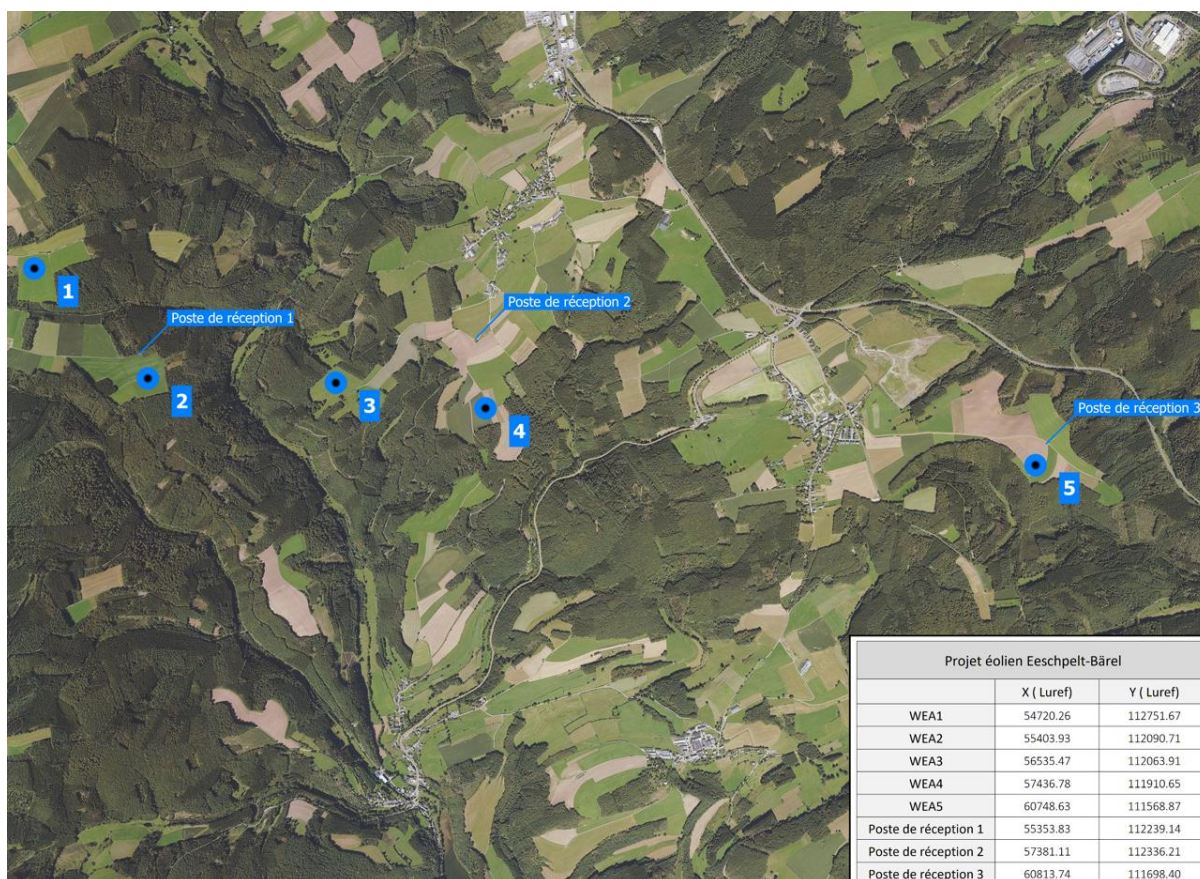 1
Poste de réception 1
Poste de réception 2
2
3
4
Poste de réception 3
5
Projet éolien Eeschpelt-Bärel
X ( Luref) Y ( Luref)
WEA1 54720.26 112751.67
WEA2 55403.93 112090.71
WEA3 56535.47 112063.91
WEA4 57436.78 111910.65
WEA5 60748.63 111568.87
Poste de réception 1 55353.83 112239.14
Poste de réception 2 57381.11 112336.21
Poste de réception 3 60813.74 111698.40